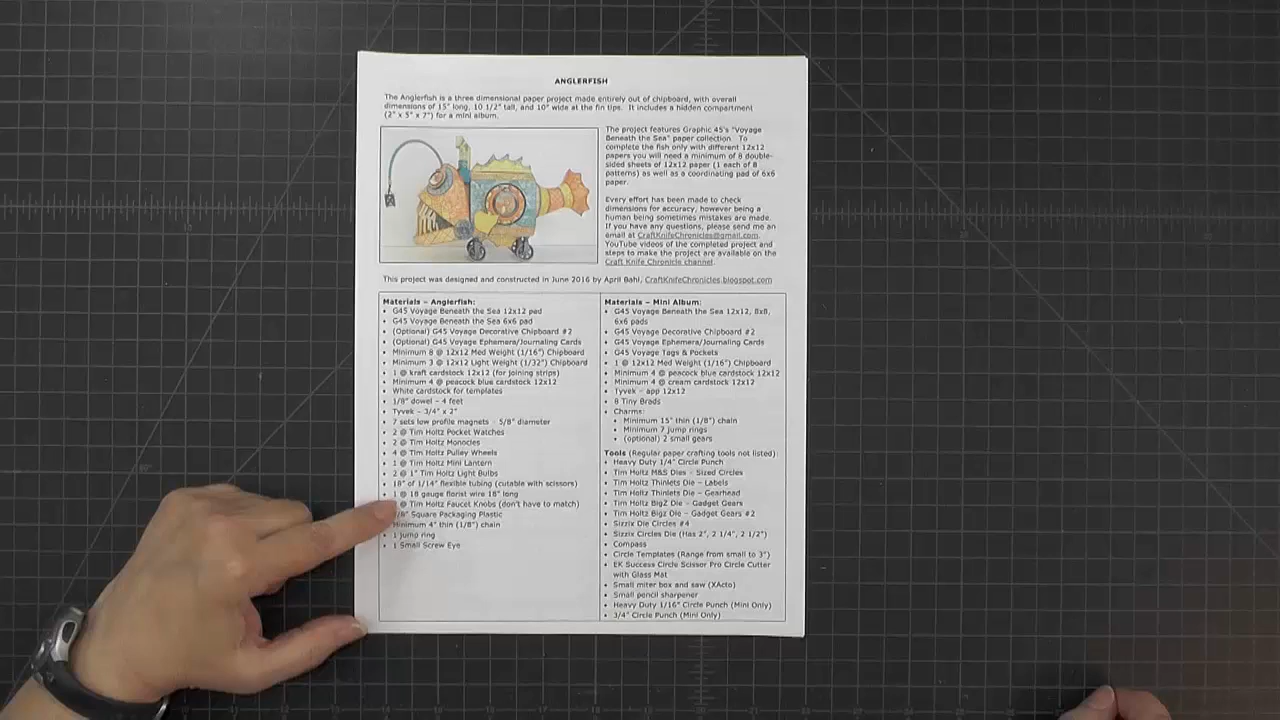 ANGLERFISH
The Anglerfish is a three dimensional paper project made entirely out of chipboard, with overall
dimensions of 15" long, 10 1/2" tall, and 10" wide at the fin tips. It includes a hidden compartment
(2" x 5" x 7") for a mini album.
The project features Graphic 45's "Voyage
Beneath the Sea" paper collection. To
complete the fish only with different 12x12
papers you will need a minimum of 8 double-
sided sheets of 12x12 paper (1 each of 8
patterns) as well as a coordinating pad of 6x6
paper.
Every effort has been made to check
dimensions for accuracy, however being a
human being sometimes mistakes are made.
If you have any questions, please send me an
email at CraftKnifeChronicles@gmail.com.
YouTube videos of the completed project and
steps to make the project are available on the
Craft Knife Chronicle channel.
This project was designed and constructed in June 2016 by April Bahl, CraftKnifeChronicles.blogspot.com
Materials – Anglerfish:
• G45 Voyage Beneath the Sea 12x12 pad
• G45 Voyage Beneath the Sea 6x6 pad
• (Optional) G45 Voyage Decorative Chipboard #2
• (Optional) G45 Voyage Ephemera/Journaling Cards
• Minimum 8 @ 12x12 Med Weight (1/16") Chipboard
• Minimum 3 @ 12x12 Light Weight (1/32") Chipboard
• 1 @ kraft cardstock 12x12 (for joining strips)
• Minimum 4 @ peacock blue cardstock 12x12
• White cardstock for templates
• 1/8" dowel – 4 feet
• Tyvek – 3/4" x 2"
• 7 sets low profile magnets – 5/8" diameter
• 2 @ Tim Holtz Pocket Watches
• 2 @ Tim Holtz Monocles
• 4 @ Tim Holtz Pulley Wheels
• 1 @ Tim Holtz Mini Lantern
• 2 @ 1" Tim Holtz Light Bulbs
• 18" of 1/14" flexible tubing (cutable with scissors)
• 1 @ 18 gauge florist wire 18" long
@ Tim Holtz Faucet Knobs (don't have to match)
/8" Square Packaging Plastic
Minimum 4" thin (1/8") chain
• 1 jump ring
• 1 Small Screw Eye
Materials – Mini Album:
• G45 Voyage Beneath the Sea 12x12, 8x8,
6x6 pads
• G45 Voyage Decorative Chipboard #2
• G45 Voyage Ephemera/Journaling Cards
• G45 Voyage Tags & Pockets
• 1 @ 12x12 Med Weight (1/16") Chipboard
• Minimum 4 @ peacock blue cardstock 12x12
• Minimum 4 @ cream cardstock 12x12
• Tyvek – app 12x12
• 8 Tiny Brads
• Charms:
• Minimum 15" thin (1/8") chain
• Minimum 7 jump rings
• (optional) 2 small gears
Tools (Regular paper crafting tools not listed):
• Heavy Duty 1/4" Circle Punch
• Tim Holtz M&S Dies – Sized Circles
• Tim Holtz Thinlets Die – Labels
• Tim Holtz Thinlets Die – Gearhead
• Tim Holtz BigZ Die – Gadget Gears
• Tim Holtz Bigz Die – Gadget Gears #2
• Sizzix Die Circles #4
• Sizzix Circles Die (Has 2", 2 1/4", 2 1/2")
• Compass
• Circle Templates (Range from small to 3")
• EK Success Circle Scissor Pro Circle Cutter
with Glass Mat
• Small miter box and saw (XActo)
• Small pencil sharpener
• Heavy Duty 1/16" Circle Punch (Mini Only)
• 3/4" Circle Punch (Mini Only)